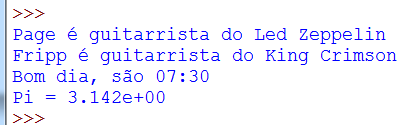 >>>
Page é guitarrista do Led Zeppelin
Fripp é guitarrista do King Crimson
Bom dia, são 07:30
Pi = 3.142e+00
>>>